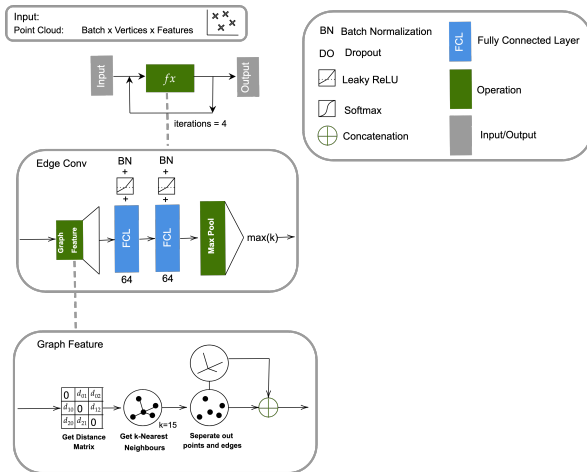 Input:
Point Cloud: Batch x Vertices x Features
Input
fx
Output
iterations = 4
BN Batch Normalization
DO Dropout
Leaky ReLU
Softmax
Concatenation
FCL Fully Connected Layer
Operation
Input/Output
Edge Conv
BN BN
+ +
+ +
Graph Feature
FCL
FCL
Max Pool
max(k)
64 64
Graph Feature
0 d01 d02
d10 0 d12
d20 d21 0
k=15
Get Distance Get k-Nearest Seperate out
Matrix Neighbours points and edges